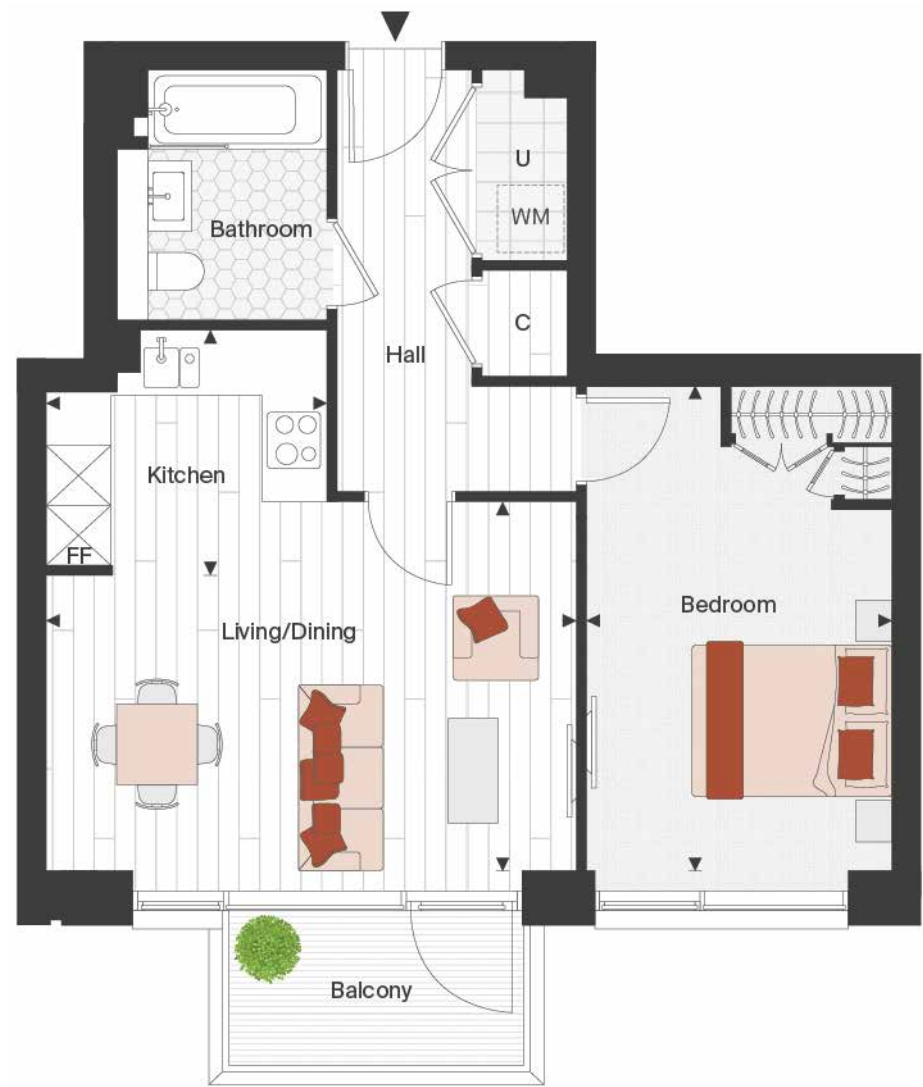 U
WM
Bathroom
C
Hall
Kitchen
FF
Bedroom
Living/Dining
Balcony